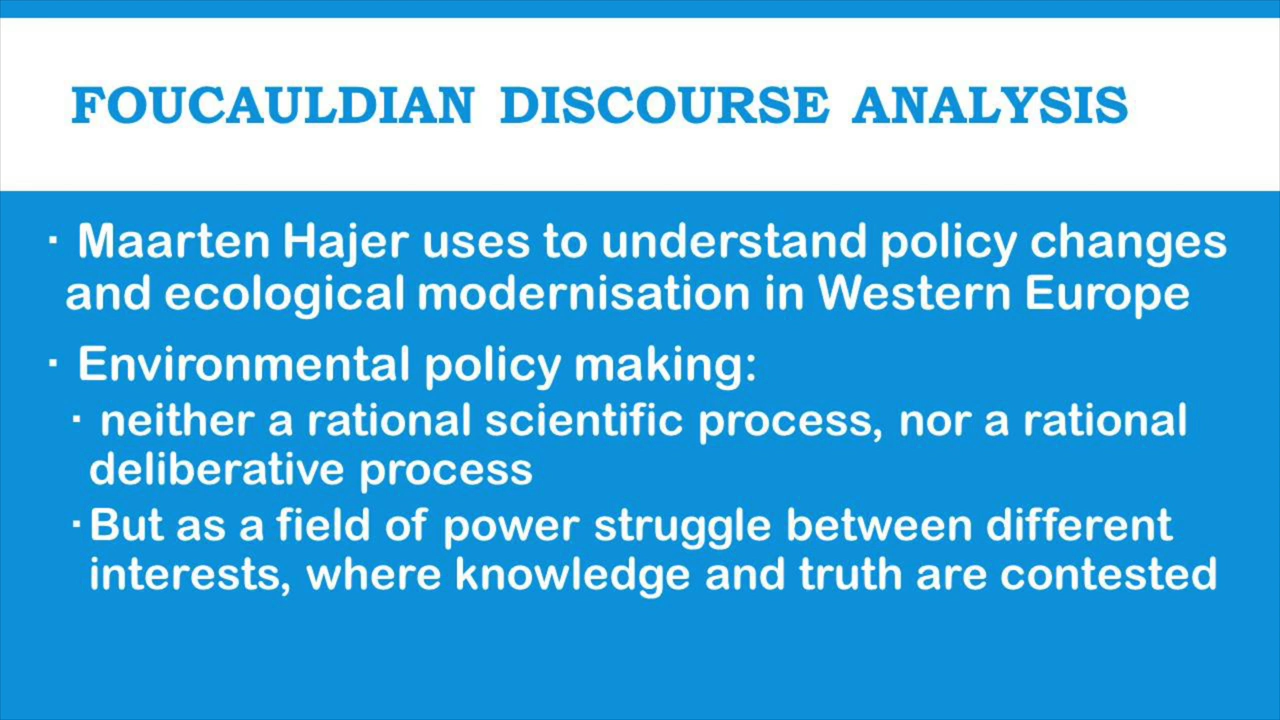 FOUCAULDIAN DISCOURSE ANALYSIS
· Maarten Hajer uses to understand policy changes
and ecological modernisation in Western Europe
· Environmental policy making:
· neither a rational scientific process, nor a rational
deliberative process
· But as a field of power struggle between different
interests, where knowledge and truth are contested